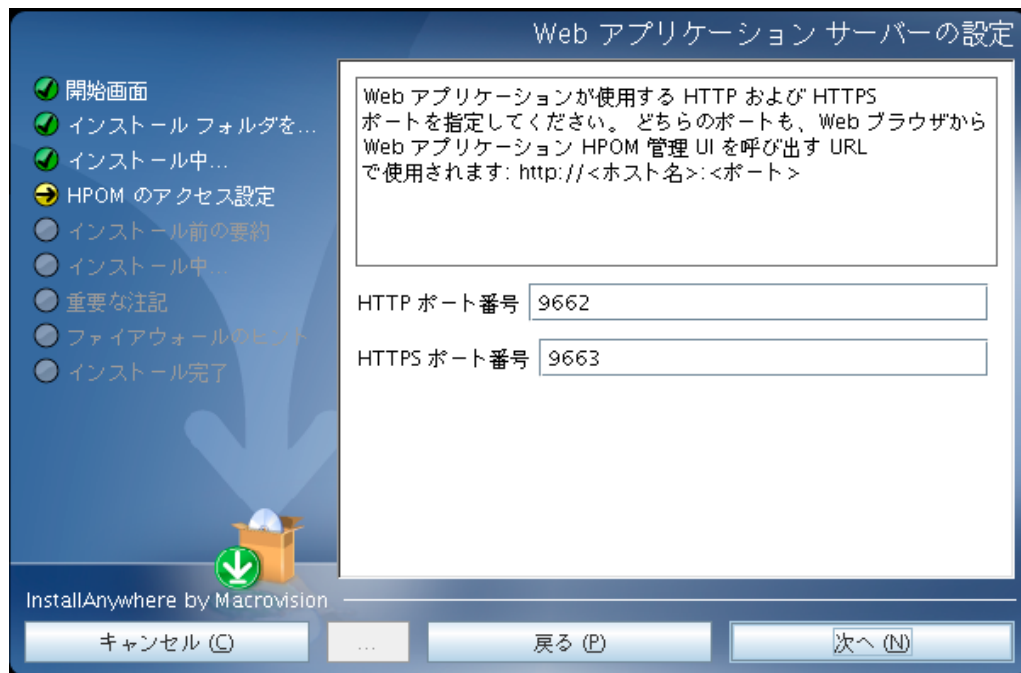 Web アプリケーション サーバーの設定
開始画面
インストール フォルダを...
インストール中...
HPOM のアクセス設定
インストール前の要約
インストール中...
重要な注記
ファイアウォールのヒント
インストール完了
Web アプリケーションが使用する HTTP および HTTPS
ポートを指定してください。 どちらのポートも、Web ブラウザから
Web アプリケーション HPOM 管理 UI を呼び出す URL
で使用されます: http://<ホスト名>:<ポート>
HTTP ポート番号 9662
HTTPS ポート番号 9663
InstallAnywhere by Macrovision
キャンセル (C)
...
戻る (P)
次へ (N)